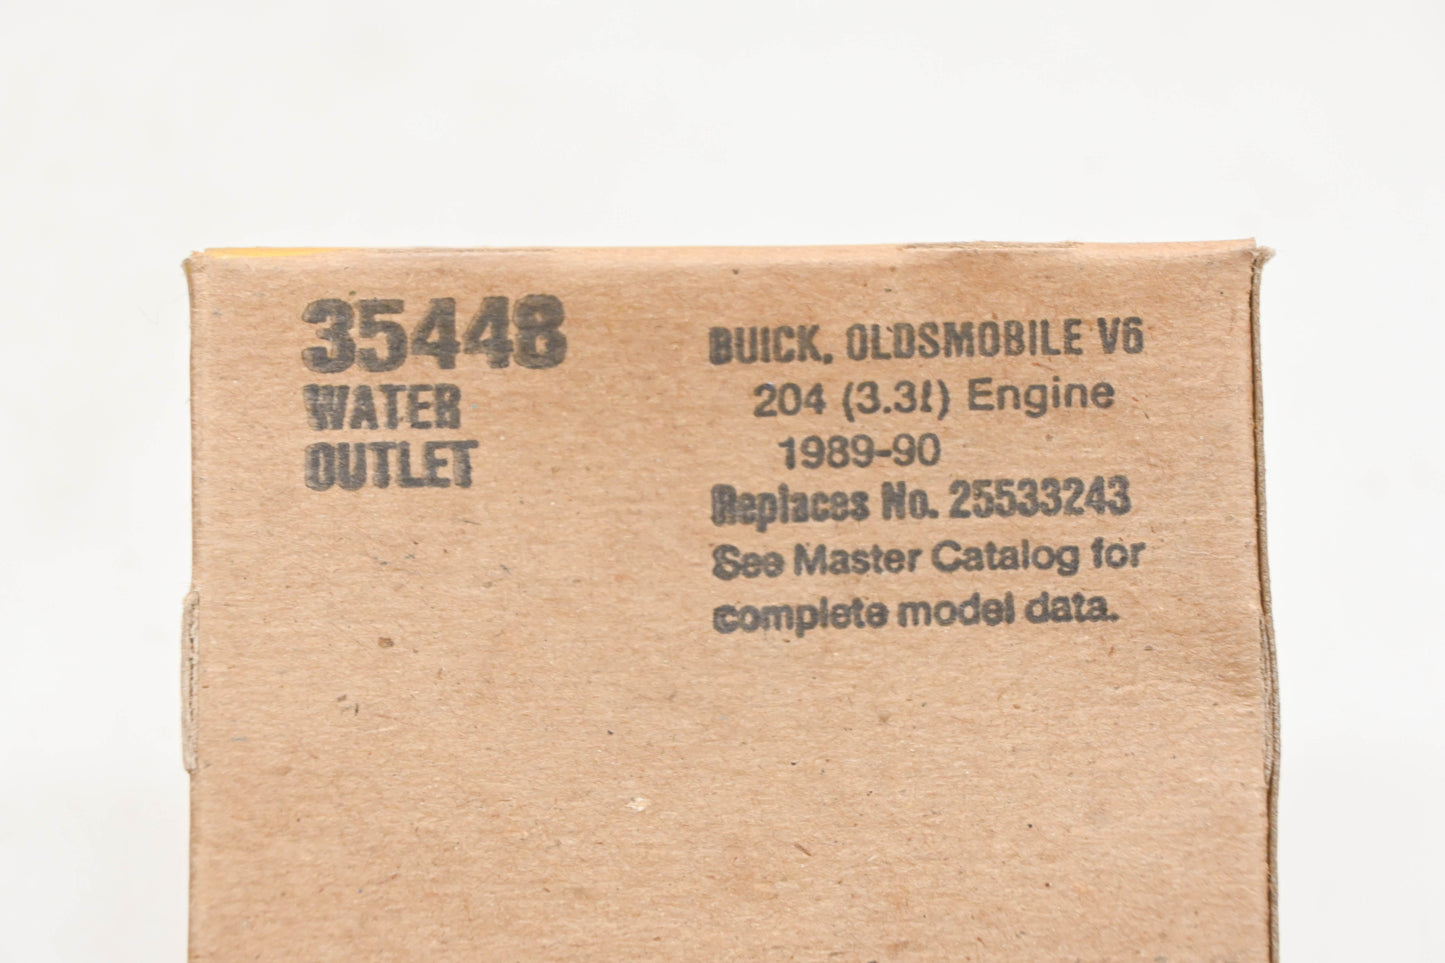 35448
WATER
OUTLET
BUICK, OLDSMOBILE V6
204 (3.3l) Engine
1989-90
Replaces No. 25533243
See Master Catalog for
complete model data.